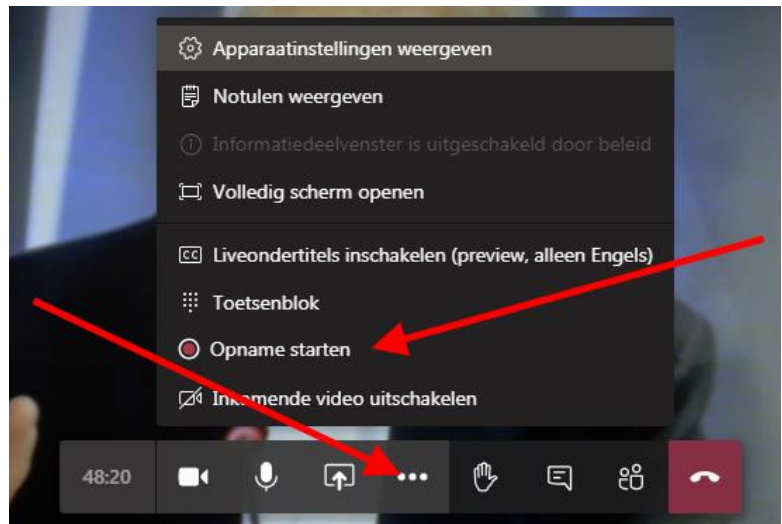 Apparaatinstellingen weergeven
Notulen weergeven
Informatiedeelvenster is uitgeschakeld door beleid
Volledig scherm openen
CC Liveondertitels inschakelen (preview, alleen Engels)
Toetsenblok
Opname starten
Inkomende video uitschakelen
48:20